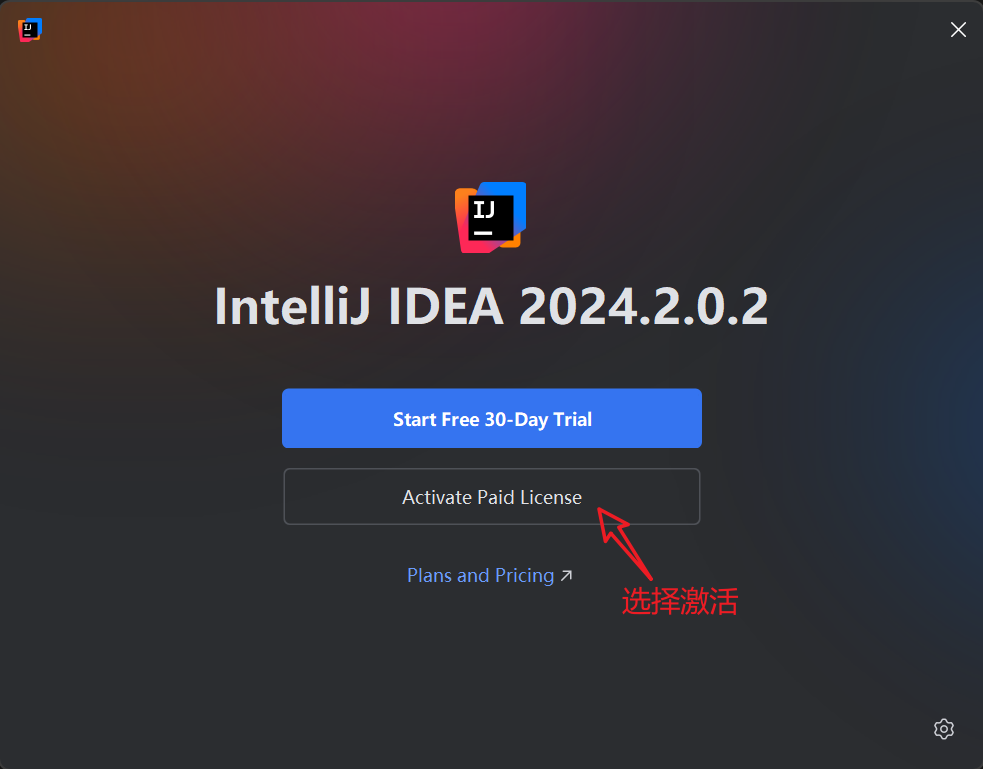 IJ
IJ
IntelliJ IDEA 2024.2.0.2
Start Free 30-Day Trial
Activate Paid License
Plans and Pricing ↗
选择激活